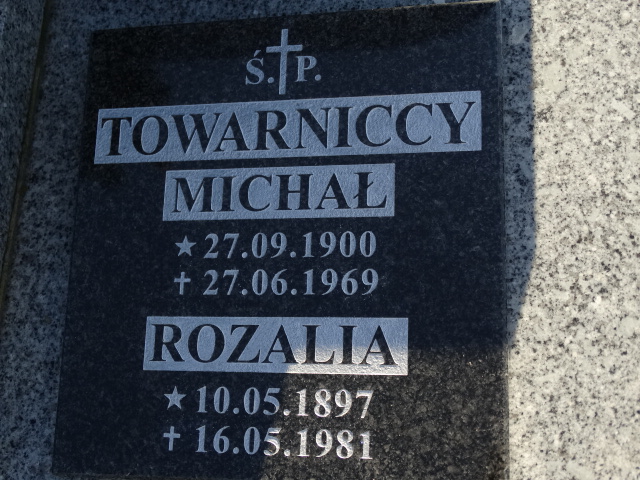 Ś.P.
TOWARNICCY
MICHAŁ
★ 27.09.1900
✝ 27.06.1969
ROZALIA
★ 10.05.1897
✝ 16.05.1981